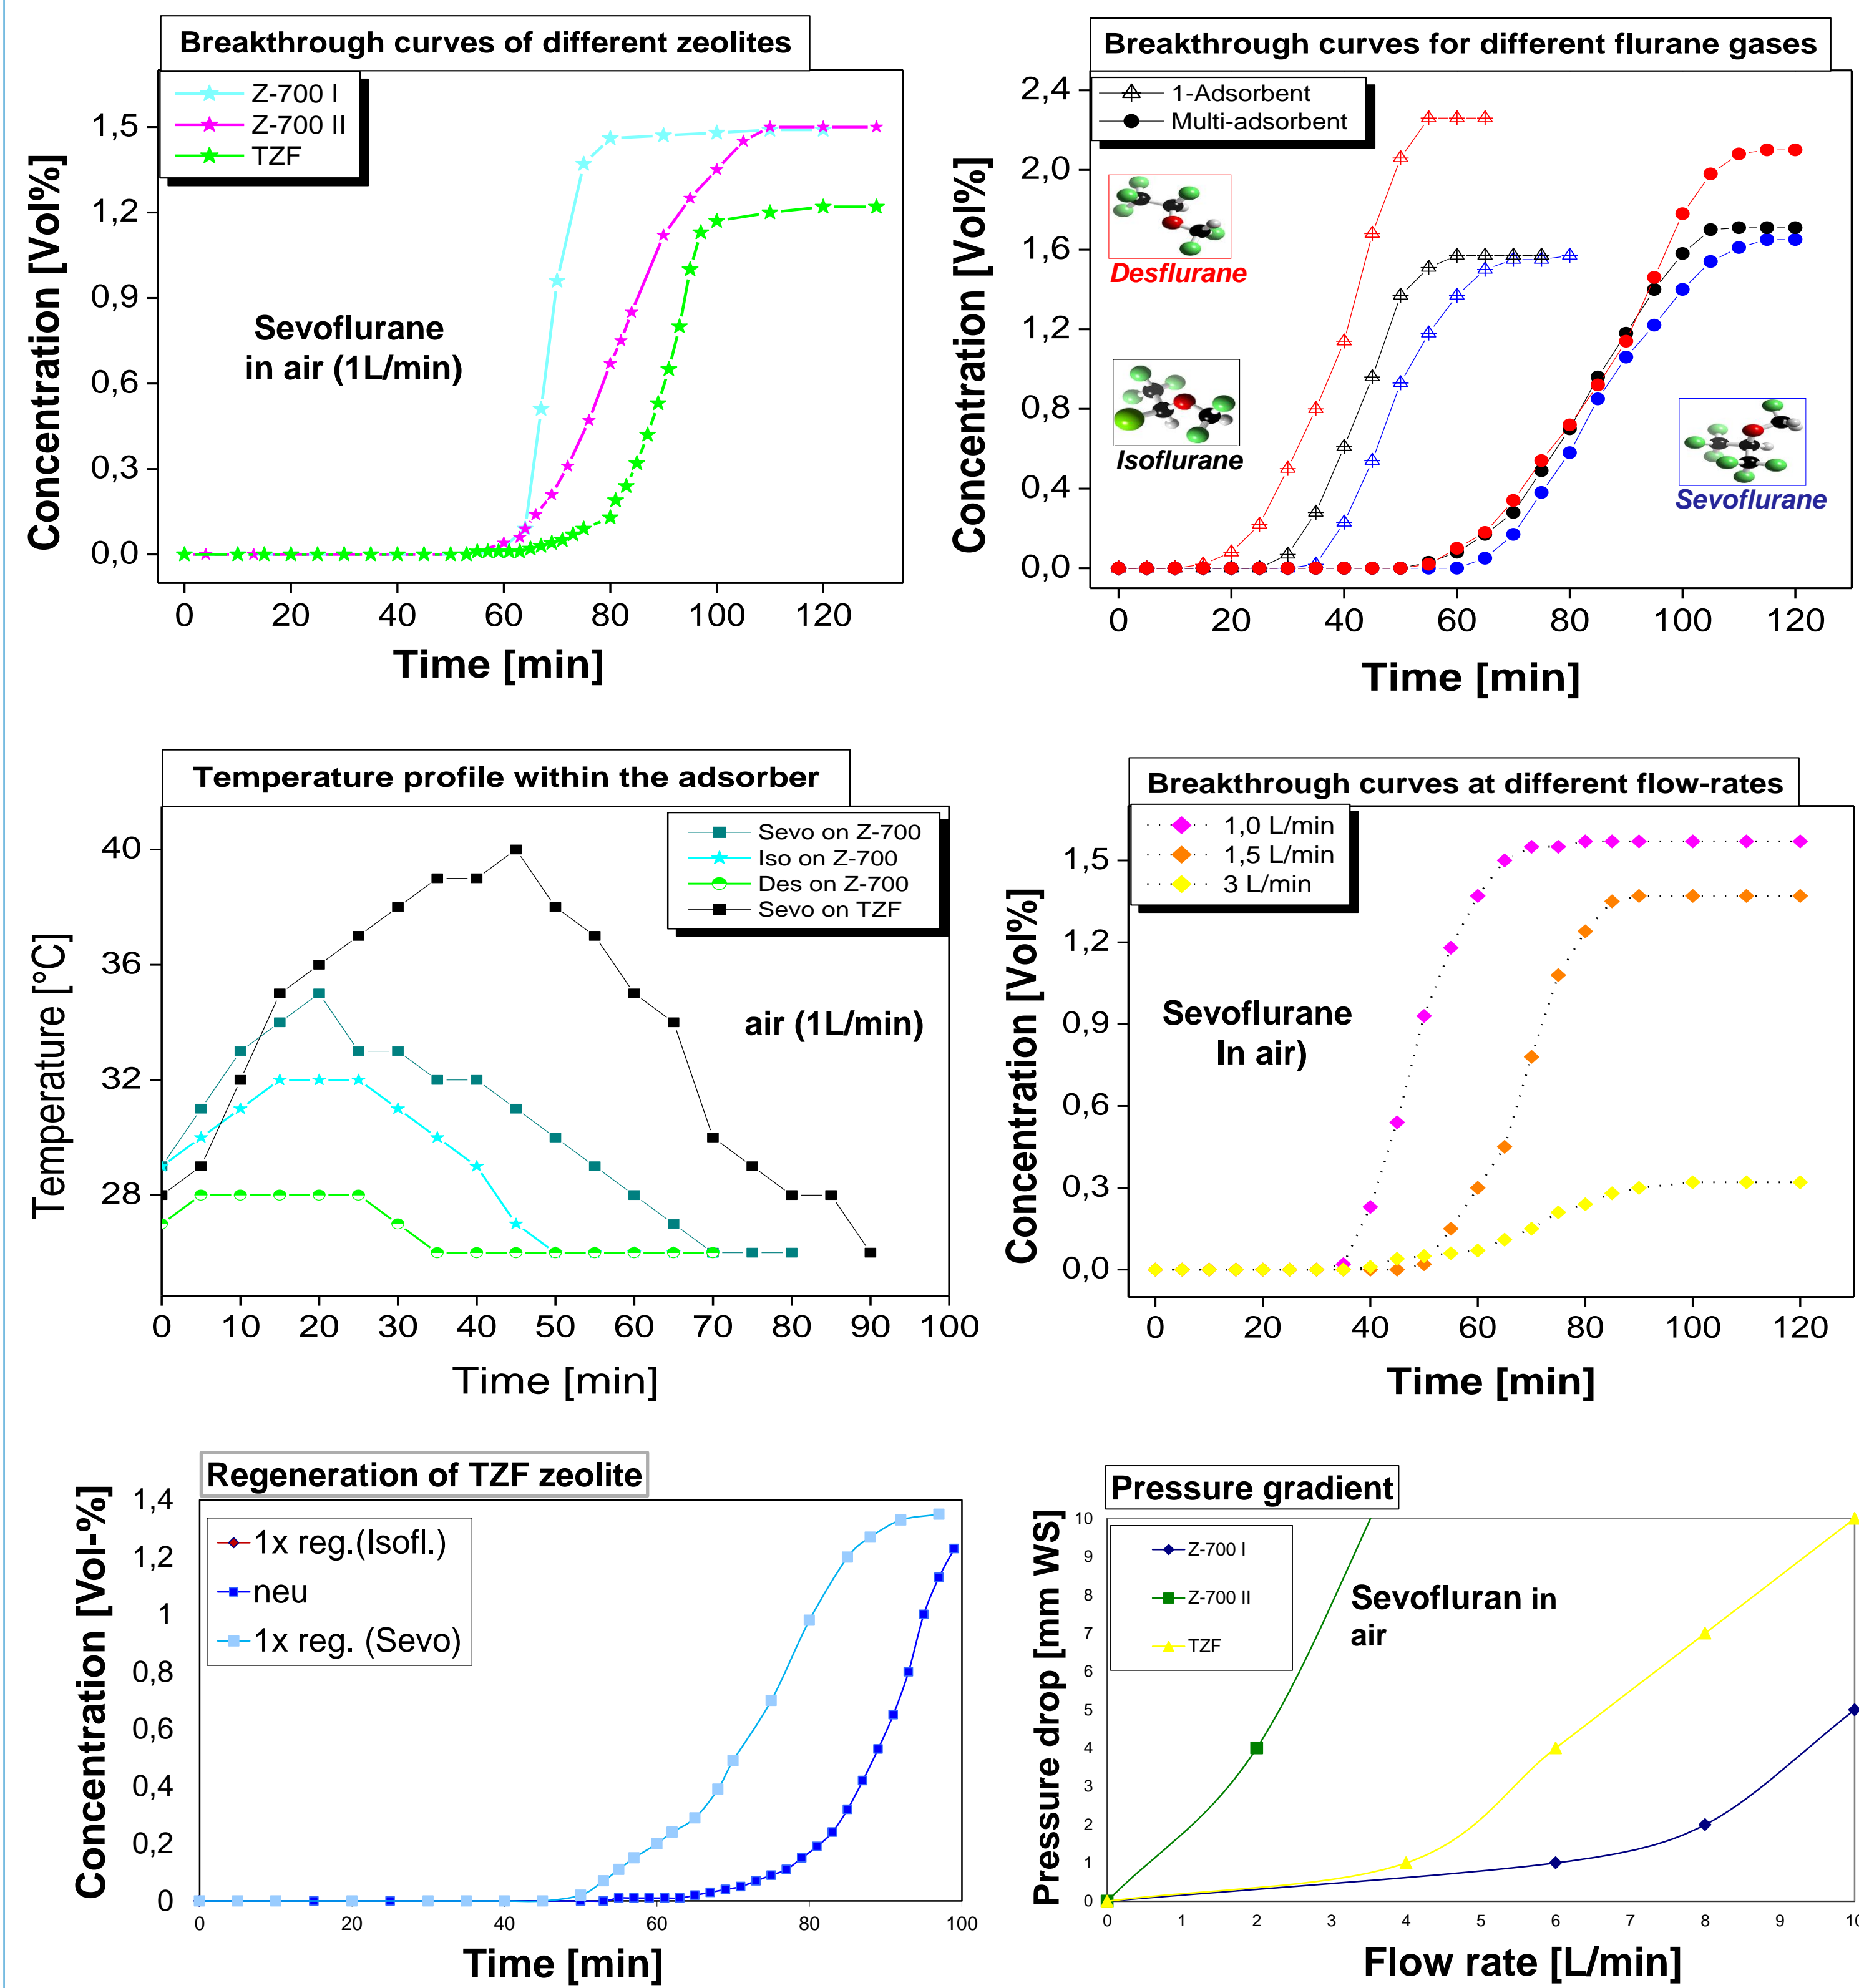 Breakthrough curves of different zeolites
Z-700 I
Z-700 II
TZF
Concentration [Vol%]
1,5
1,2
0,9
0,6
0,3
0,0
Sevoflurane
in air (1L/min)
0 20 40 60 80 100 120
Time [min]
Breakthrough curves for different flurane gases
1-Adsorbent
Multi-adsorbent
Concentration [Vol%]
2,4
2,0
1,6
1,2
0,8
0,4
0,0
Desflurane
Isoflurane
Sevoflurane
0 20 40 60 80 100 120
Time [min]
Temperature profile within the adsorber
Sevo on Z-700
Iso on Z-700
Des on Z-700
Sevo on TZF
Temperature [°C]
40
36
32
28
air (1L/min)
0 10 20 30 40 50 60 70 80 90 100
Time [min]
Breakthrough curves at different flow-rates
1,0 L/min
1,5 L/min
3 L/min
Concentration [Vol%]
1,5
1,2
0,9
0,6
0,3
0,0
Sevoflurane
In air)
0 20 40 60 80 100 120
Time [min]
Regeneration of TZF zeolite
1x reg.(Isofl.)
neu
1x reg. (Sevo)
Concentration [Vol-%]
1,4
1,2
1
0,8
0,6
0,4
0,2
0
0 20 40 60 80 100
Time [min]
Pressure gradient
Z-700 I
Z-700 II
TZF
Sevofluran in
air
Pressure drop [mm WS]
10
9
8
7
6
5
4
3
2
1
0
0 1 2 3 4 5 6 7 8 9 10
Flow rate [L/min]